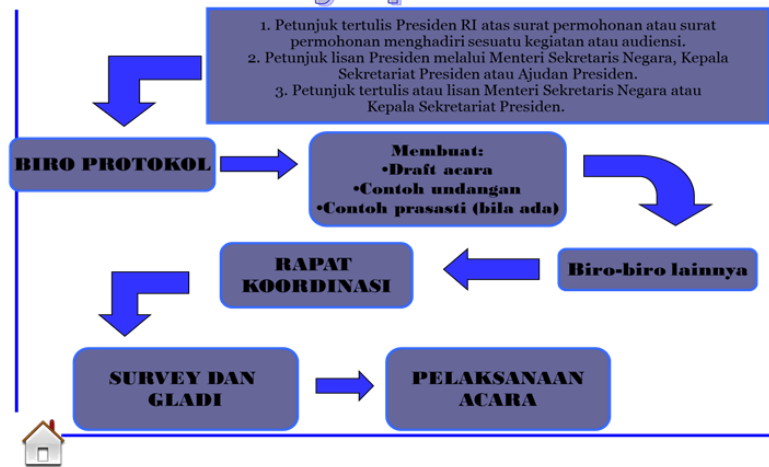 1. Petunjuk tertulis Presiden RI atas surat permohonan atau surat
permohonan menghadiri sesuatu kegiatan atau audiensi.
2. Petunjuk lisan Presiden melalui Menteri Sekretaris Negara, Kepala
Sekretariat Presiden atau Ajudan Presiden.
3. Petunjuk tertulis atau lisan Menteri Sekretaris Negara atau
Kepala Sekretariat Presiden.
BIRO PROTOKOL
Membuat:
•Draft acara
•Contoh undangan
•Contoh prasasti (bila ada)
Biro-biro lainnya
RAPAT
KOORDINASI
SURVEY DAN
GLADI
PELAKSANAAN
ACARA